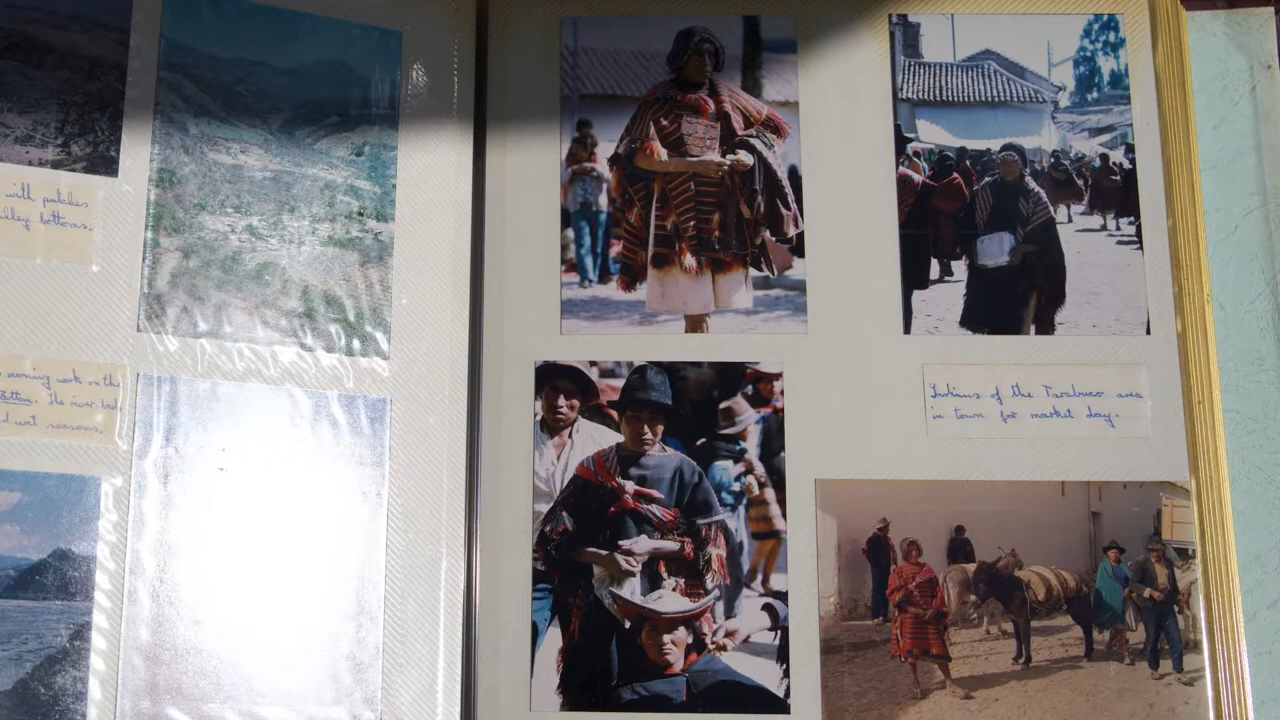 with patches
valley bottoms.
morning work on the
The river bed
d wet seasons.
Indians of the Tarabuco area
in town for market day.